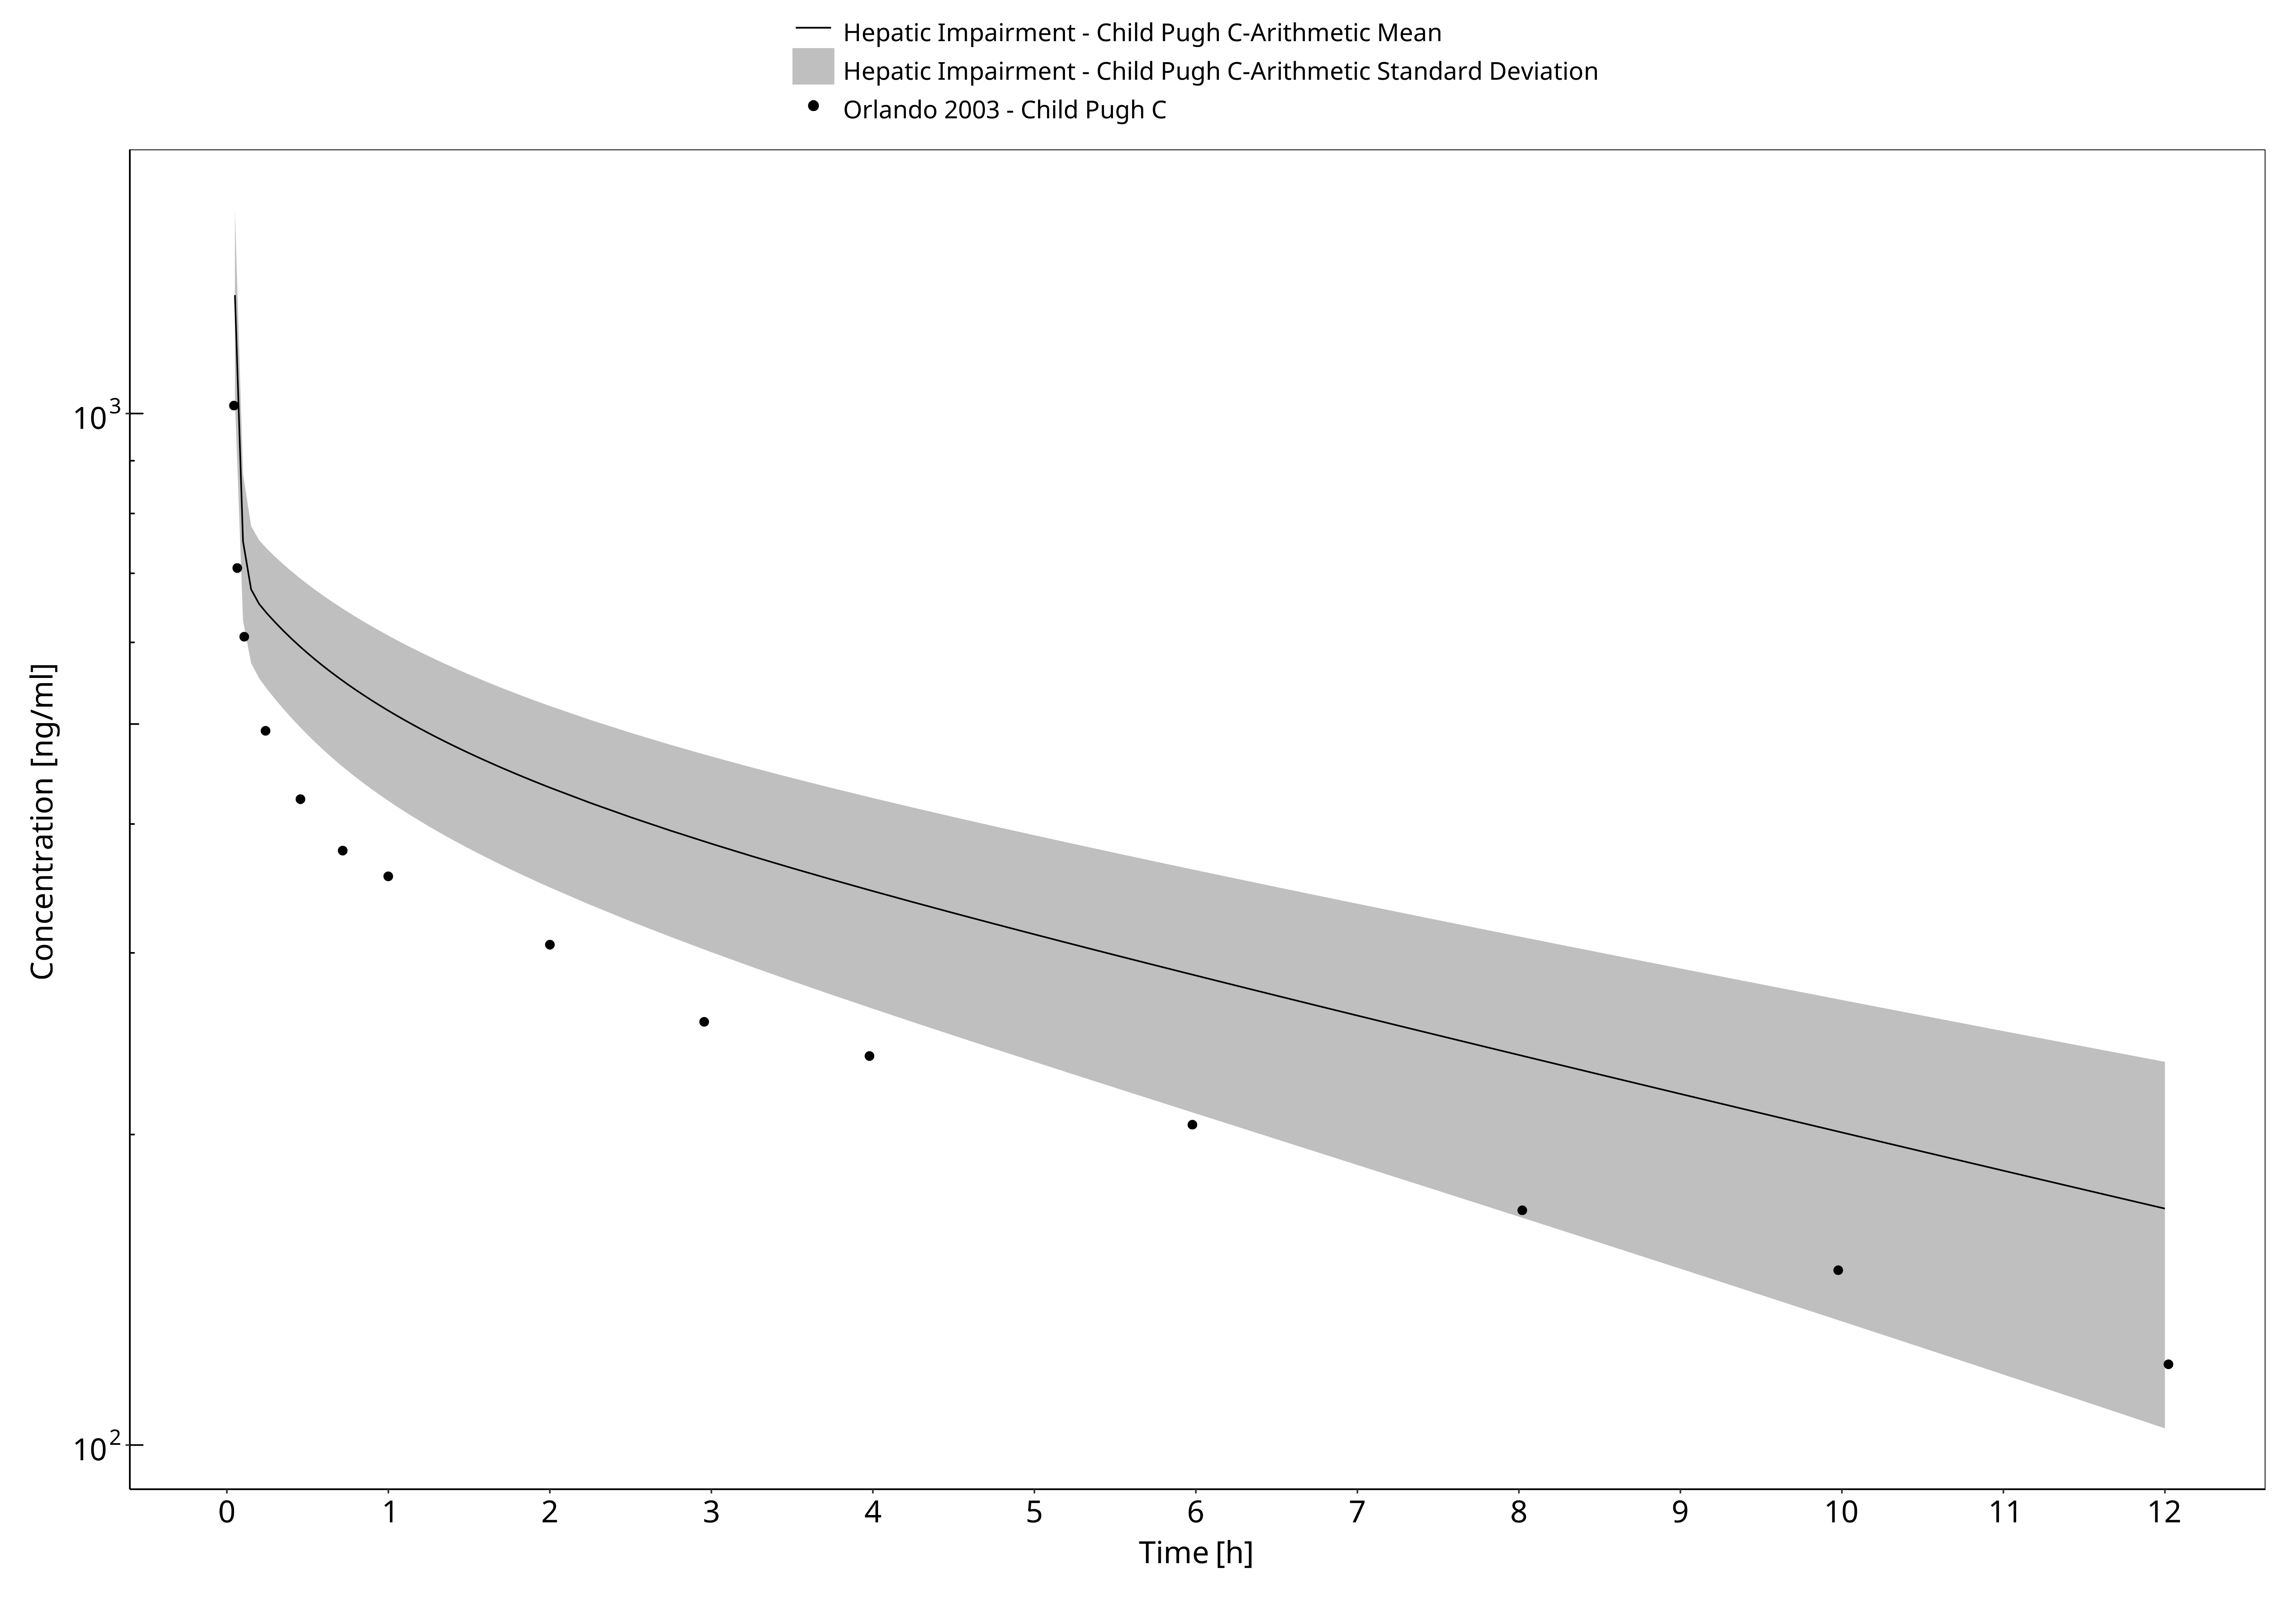 Hepatic Impairment - Child Pugh C-Arithmetic Mean
Hepatic Impairment - Child Pugh C-Arithmetic Standard Deviation
Orlando 2003 - Child Pugh C
10³
10²
Concentration [ng/ml]
0 1 2 3 4 5 6 7 8 9 10 11 12
Time [h]